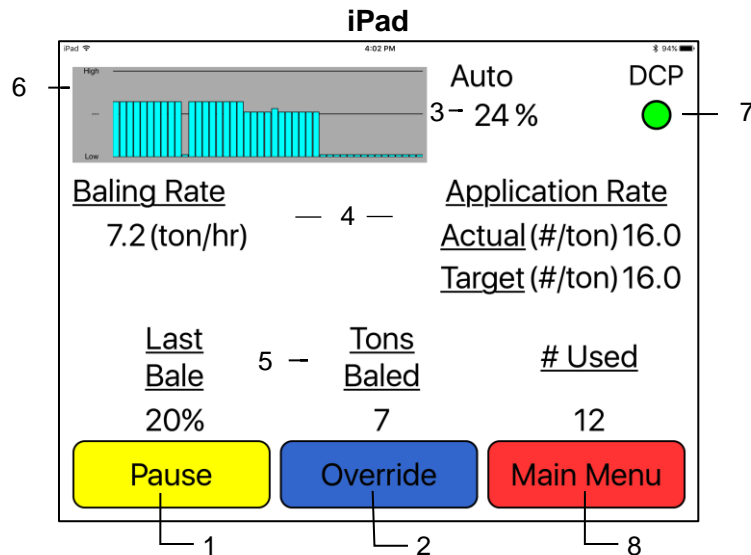 iPad
iPad 4:02 PM 94%
High
---
Low
Auto
24 %
DCP
6
3
7
Baling Rate
7.2 (ton/hr)
4
Application Rate
Actual (#/ton) 16.0
Target (#/ton) 16.0
Last
Bale
20%
5
Tons
Baled
7
# Used
12
Pause
Override
Main Menu
1
2
8